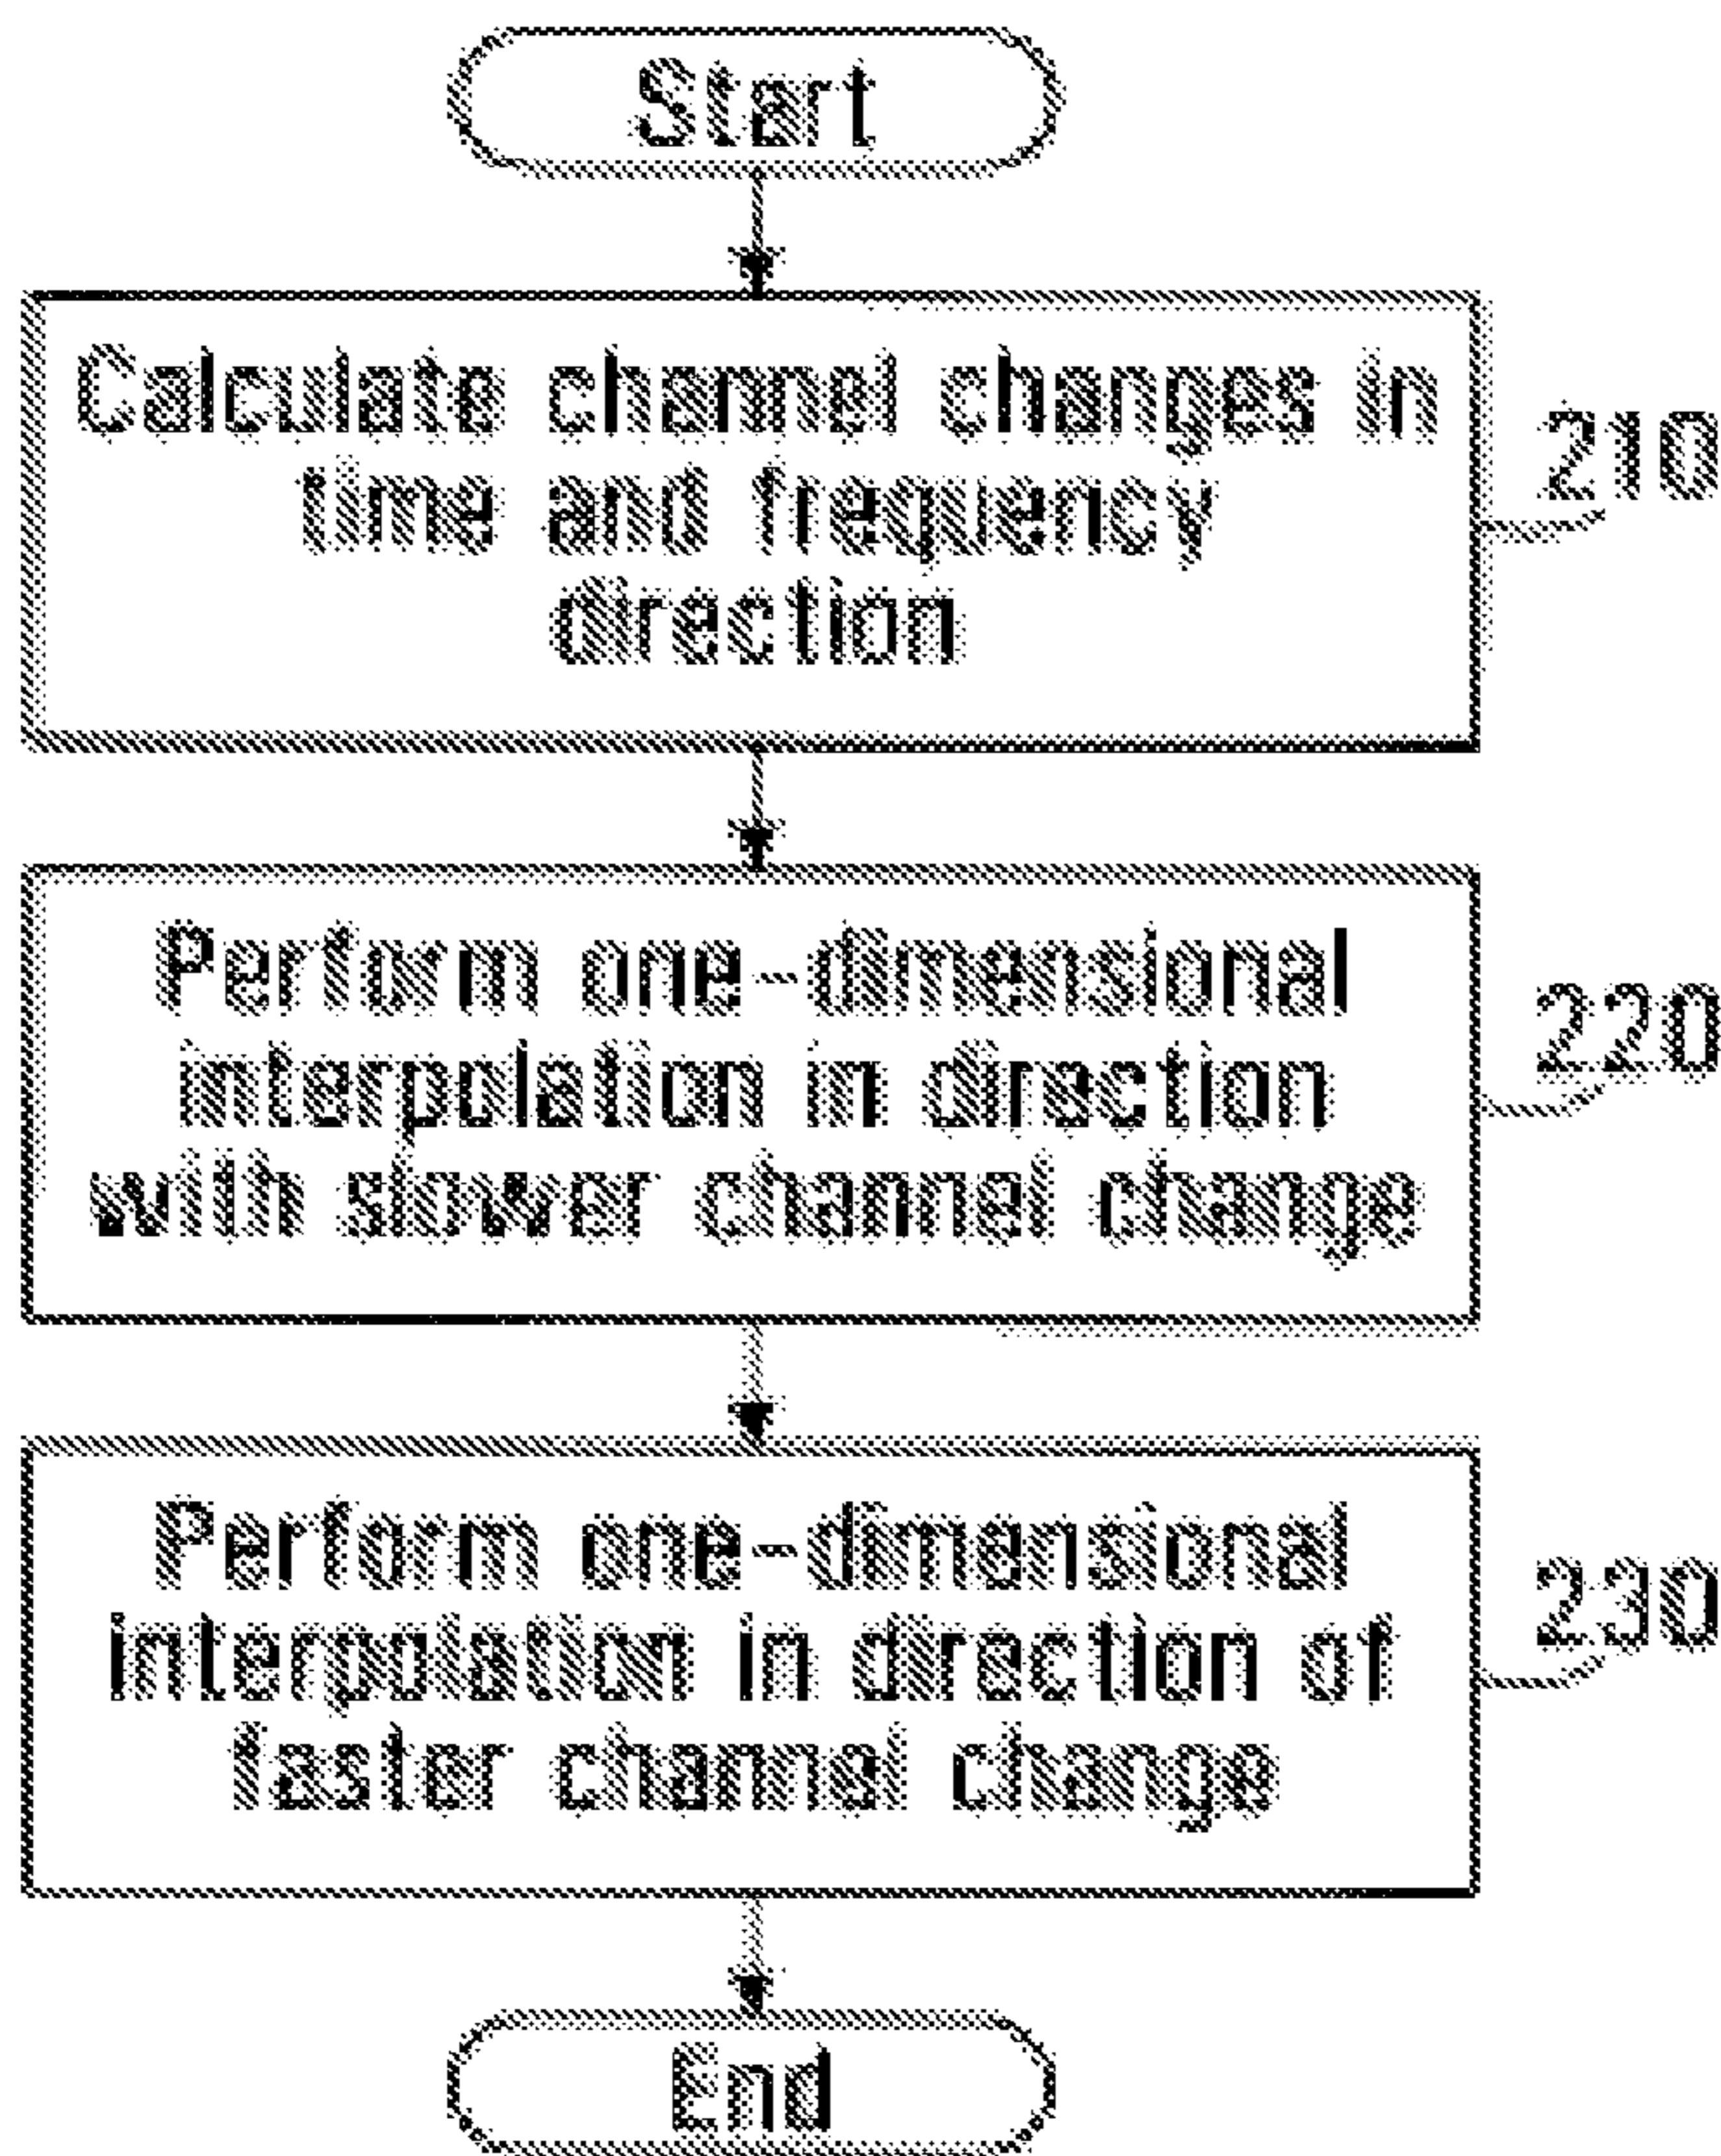 Start
Calculate channel changes in
time and frequency
direction
210
Perform one-dimensional
interpolation in direction
with slower channel change
220
Perform one-dimensional
interpolation in direction of
faster channel change
230
End